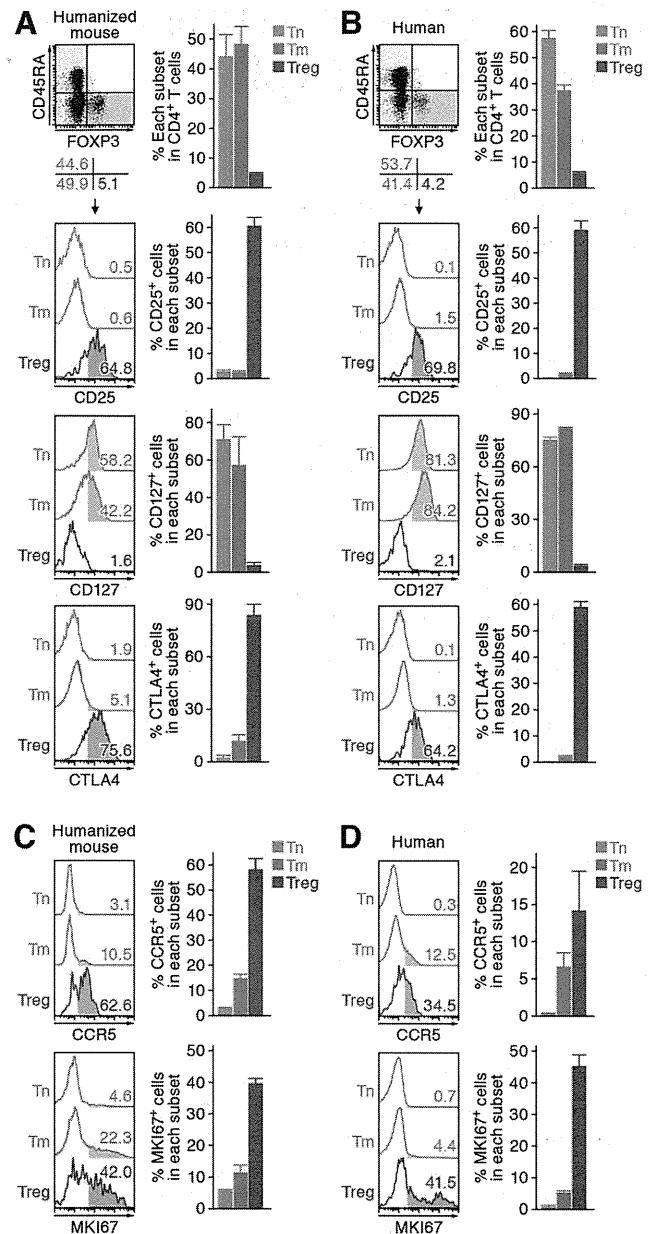 A
Humanized
mouse
CD45RA
FOXP3
44.6
49.9 5.1
% Each subset
in CD4+ T cells
50
40
30
20
10
0
Tn
Tm
Treg
Tn 0.5
Tm 0.6
Treg 64.8
CD25
% CD25+ cells
in each subset
60
50
40
30
20
10
0
Tn 58.2
Tm 42.2
Treg 1.6
CD127
% CD127+ cells
in each subset
80
60
40
20
0
Tn 1.9
Tm 5.1
Treg 75.6
CTLA4
% CTLA4+ cells
in each subset
90
60
30
0
B
Human
CD45RA
FOXP3
53.7
41.4 4.2
% Each subset
in CD4+ T cells
60
50
40
30
20
10
0
Tn
Tm
Treg
Tn 0.1
Tm 1.5
Treg 69.8
CD25
% CD25+ cells
in each subset
60
50
40
30
20
10
0
Tn 81.3
Tm 84.2
Treg 2.1
CD127
% CD127+ cells
in each subset
90
60
30
0
Tn 0.1
Tm 1.3
Treg 64.2
CTLA4
% CTLA4+ cells
in each subset
60
50
40
30
20
10
0
C
Humanized
mouse
Tn 3.1
Tm 10.5
Treg 62.6
CCR5
% CCR5+ cells
in each subset
60
50
40
30
20
10
0
Tn
Tm
Treg
Tn 4.6
Tm 22.3
Treg 42.0
MKI67
% MKI67+ cells
in each subset
50
40
30
20
10
0
D
Human
Tn 0.3
Tm 12.5
Treg 34.5
CCR5
% CCR5+ cells
in each subset
20
15
10
5
0
Tn
Tm
Treg
Tn 0.7
Tm 4.4
Treg 41.5
MKI67
% MKI67+ cells
in each subset
50
40
30
20
10
0